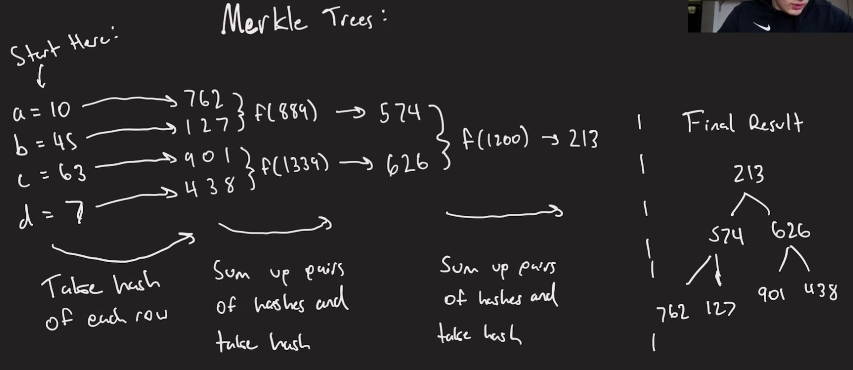 Merkle Trees:
Start Here:
a = 10 → 762
b = 45 → 127
} f(889) → 574
c = 63 → 901
d = 7 → 438
} f(1339) → 626
} f(1200) → 213
Take hash
of each row
Sum up pairs
of hashes and
take hash
Sum up pairs
of hashes and
take hash
Final Result
213
574 626
762 127 901 438